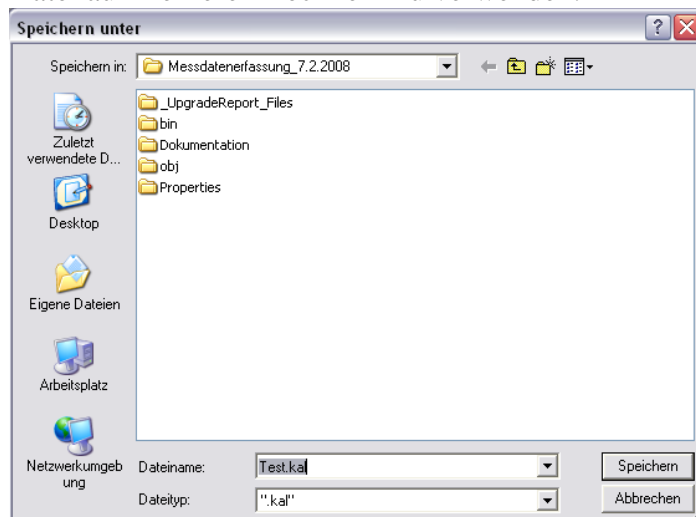 Speichern unter
Speichern in:
Messdatenerfassung_7.2.2008
Zuletzt
verwendete D...
Desktop
Eigene Dateien
Arbeitsplatz
Netzwerkumgeb
ung
_UpgradeReport_Files
bin
Dokumentation
obj
Properties
Dateiname:
Test.kal
Speichern
Dateityp:
".kal"
Abbrechen